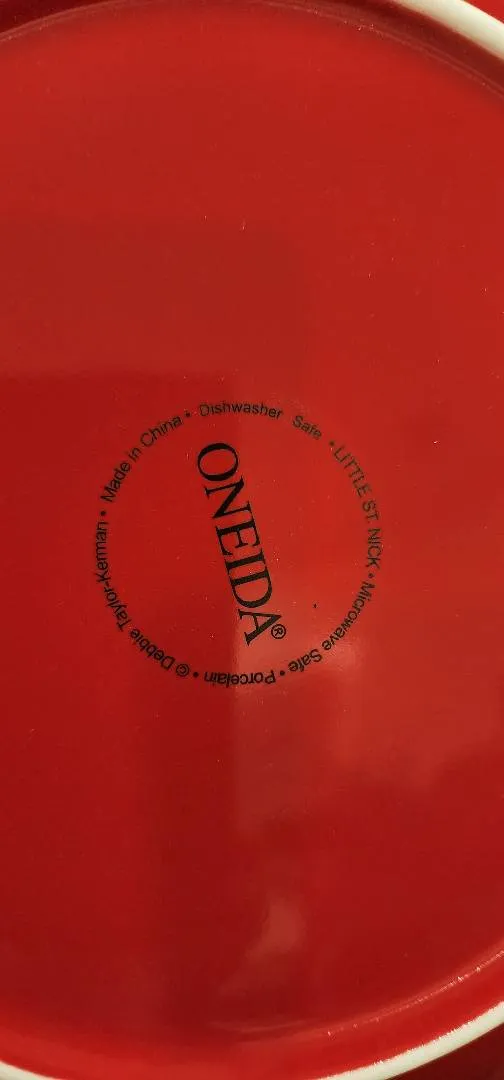 LITTLE ST. NICK • Microwave Safe • Porcelain • © Debbie Taylor-Kerman • Made in China • Dishwasher Safe •
ONEIDA®